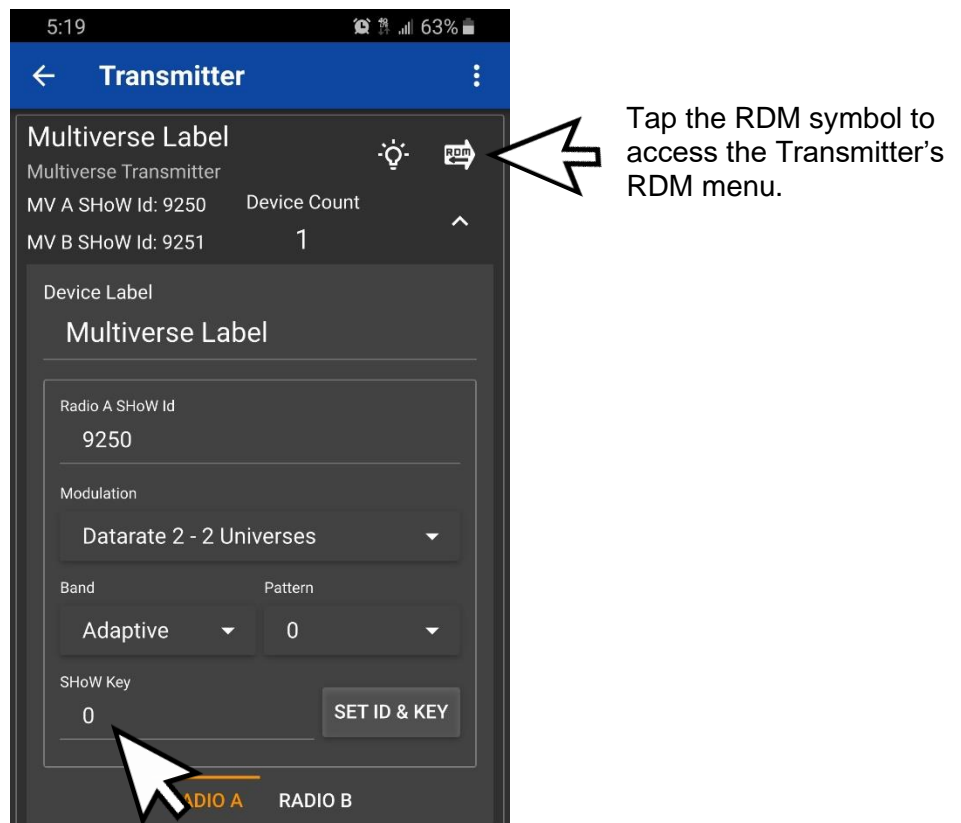 5:19 63%
Transmitter
Multiverse Label
RDM
Multiverse Transmitter
MV A SHoW Id: 9250 Device Count
MV B SHoW Id: 9251 1
Tap the RDM symbol to
access the Transmitter's
RDM menu.
Device Label
Multiverse Label
Radio A SHoW Id
9250
Modulation
Datarate 2 - 2 Universes
Band Pattern
Adaptive 0
SHoW Key
0 SET ID & KEY
ADIO A RADIO B